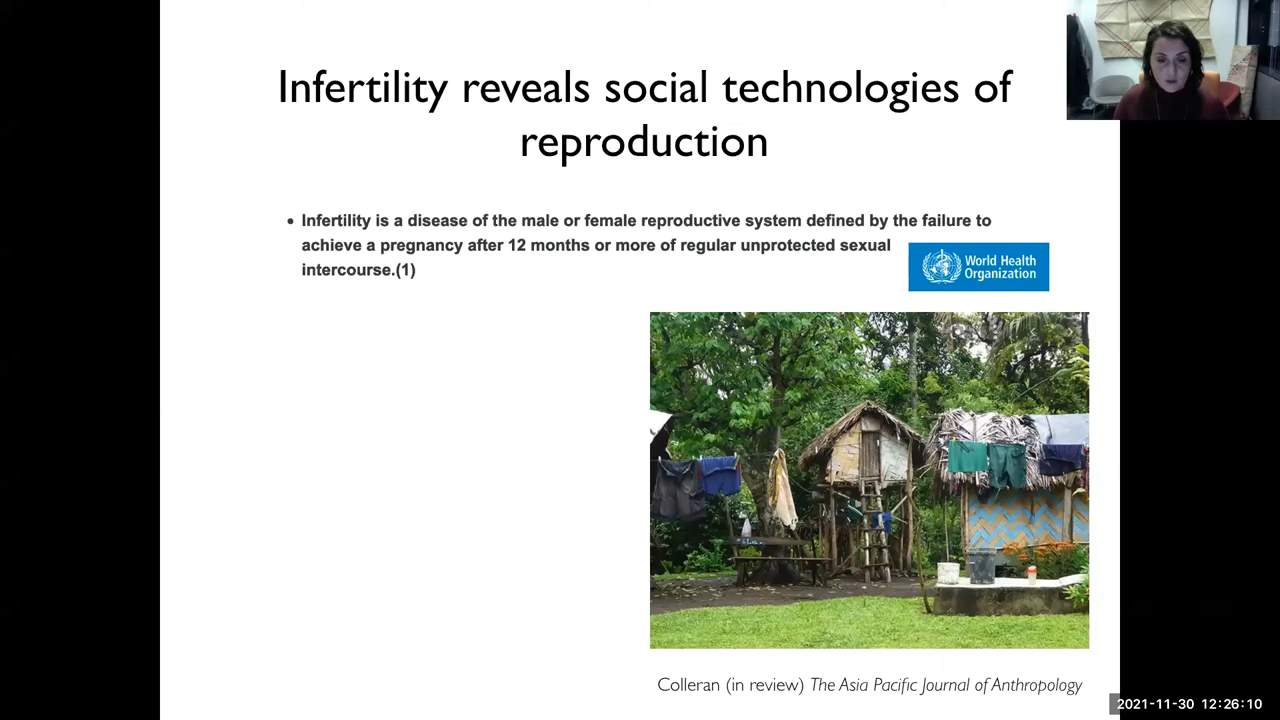 Infertility reveals social technologies of
reproduction
• Infertility is a disease of the male or female reproductive system defined by the failure to
achieve a pregnancy after 12 months or more of regular unprotected sexual
intercourse.(1)
World Health
Organization
Colleran (in review) The Asia Pacific Journal of Anthropology
2021-11-30 12:26:10